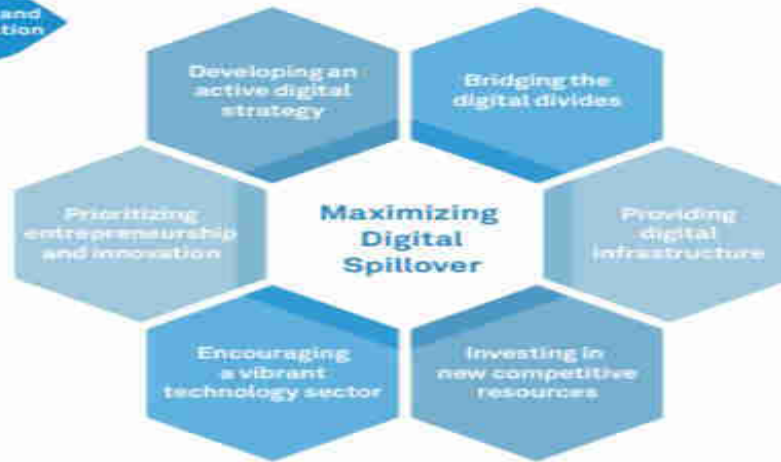 and
tion
Developing an
active digital
strategy
Bridging the
digital divides
Prioritizing
entrepreneurship
and innovation
Maximizing
Digital
Spillover
Providing
digital
infrastructure
Encouraging
a vibrant
technology sector
Investing in
new competitive
resources